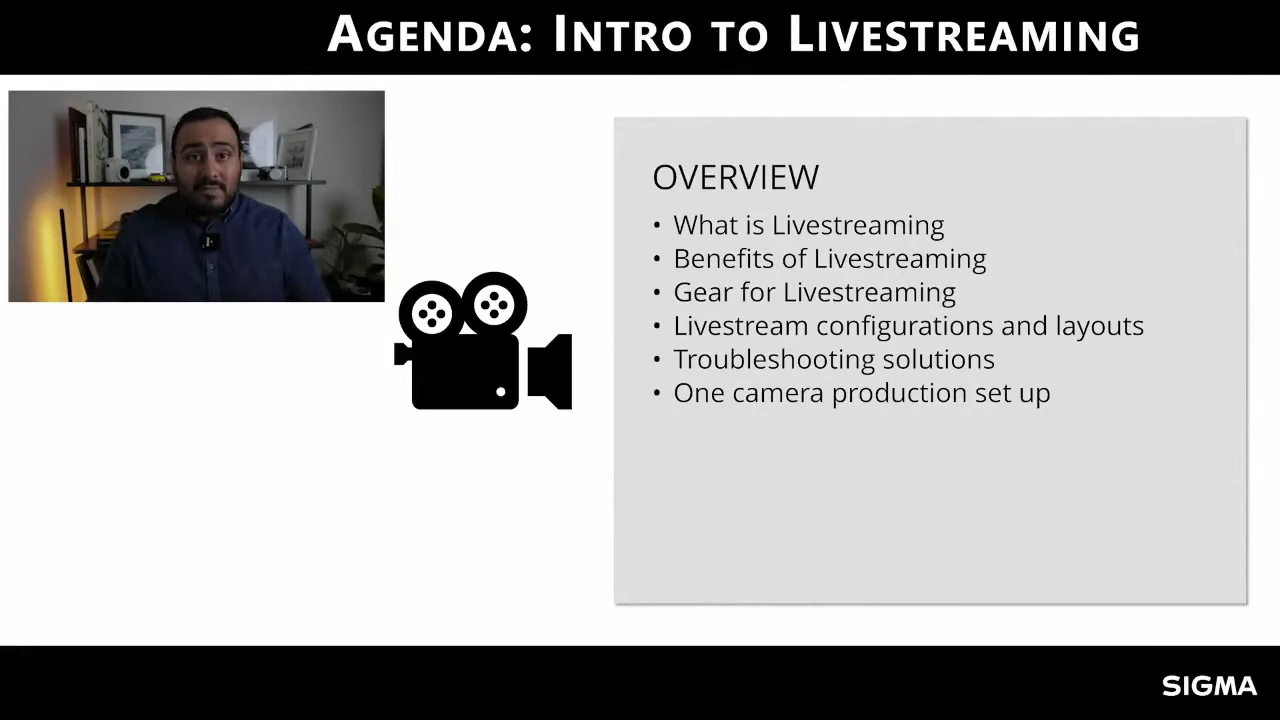 AGENDA: INTRO TO LIVESTREAMING
OVERVIEW
• What is Livestreaming
• Benefits of Livestreaming
• Gear for Livestreaming
• Livestream configurations and layouts
• Troubleshooting solutions
• One camera production set up
SIGMA